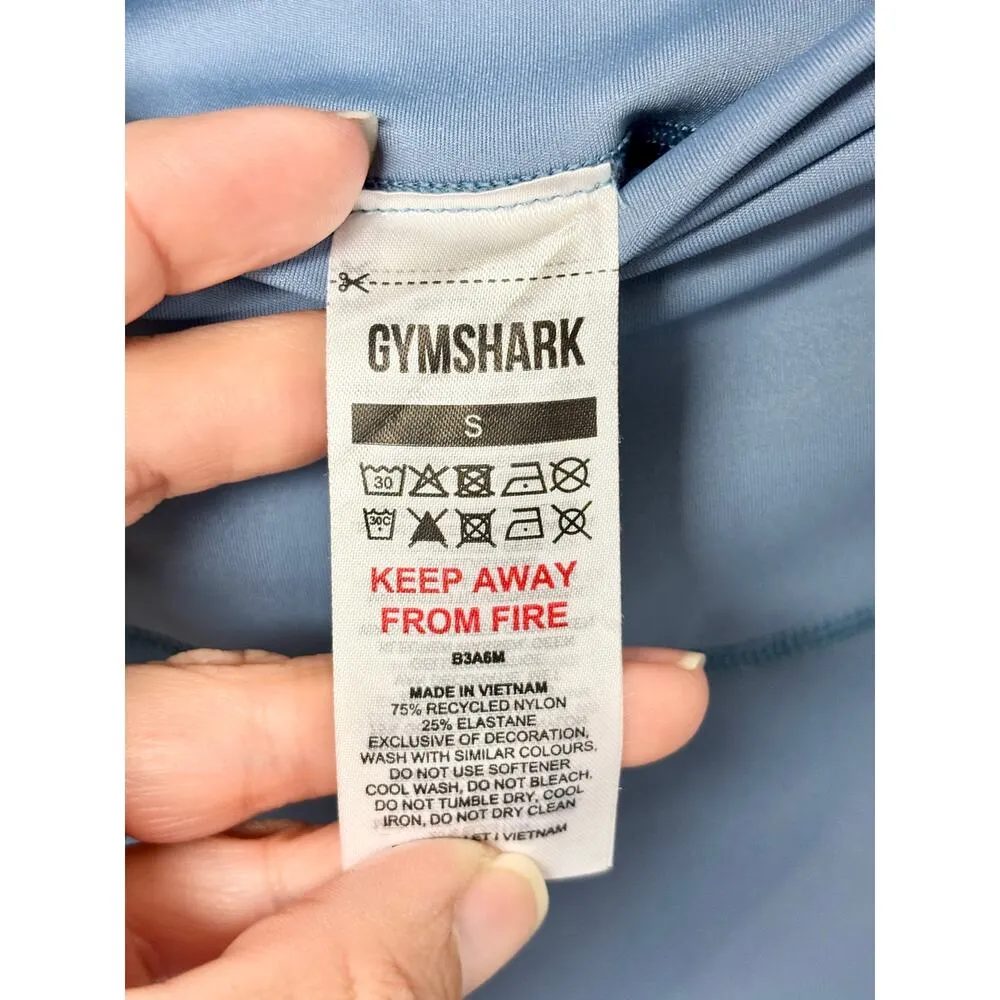 GYMSHARK
S
30
30C
KEEP AWAY
FROM FIRE
B3A6M
MADE IN VIETNAM
75% RECYCLED NYLON
25% ELASTANE
EXCLUSIVE OF DECORATION,
WASH WITH SIMILAR COLOURS.
DO NOT USE SOFTENER
COOL WASH, DO NOT BLEACH.
DO NOT TUMBLE DRY, COOL
IRON, DO NOT DRY CLEAN
VIETNAM